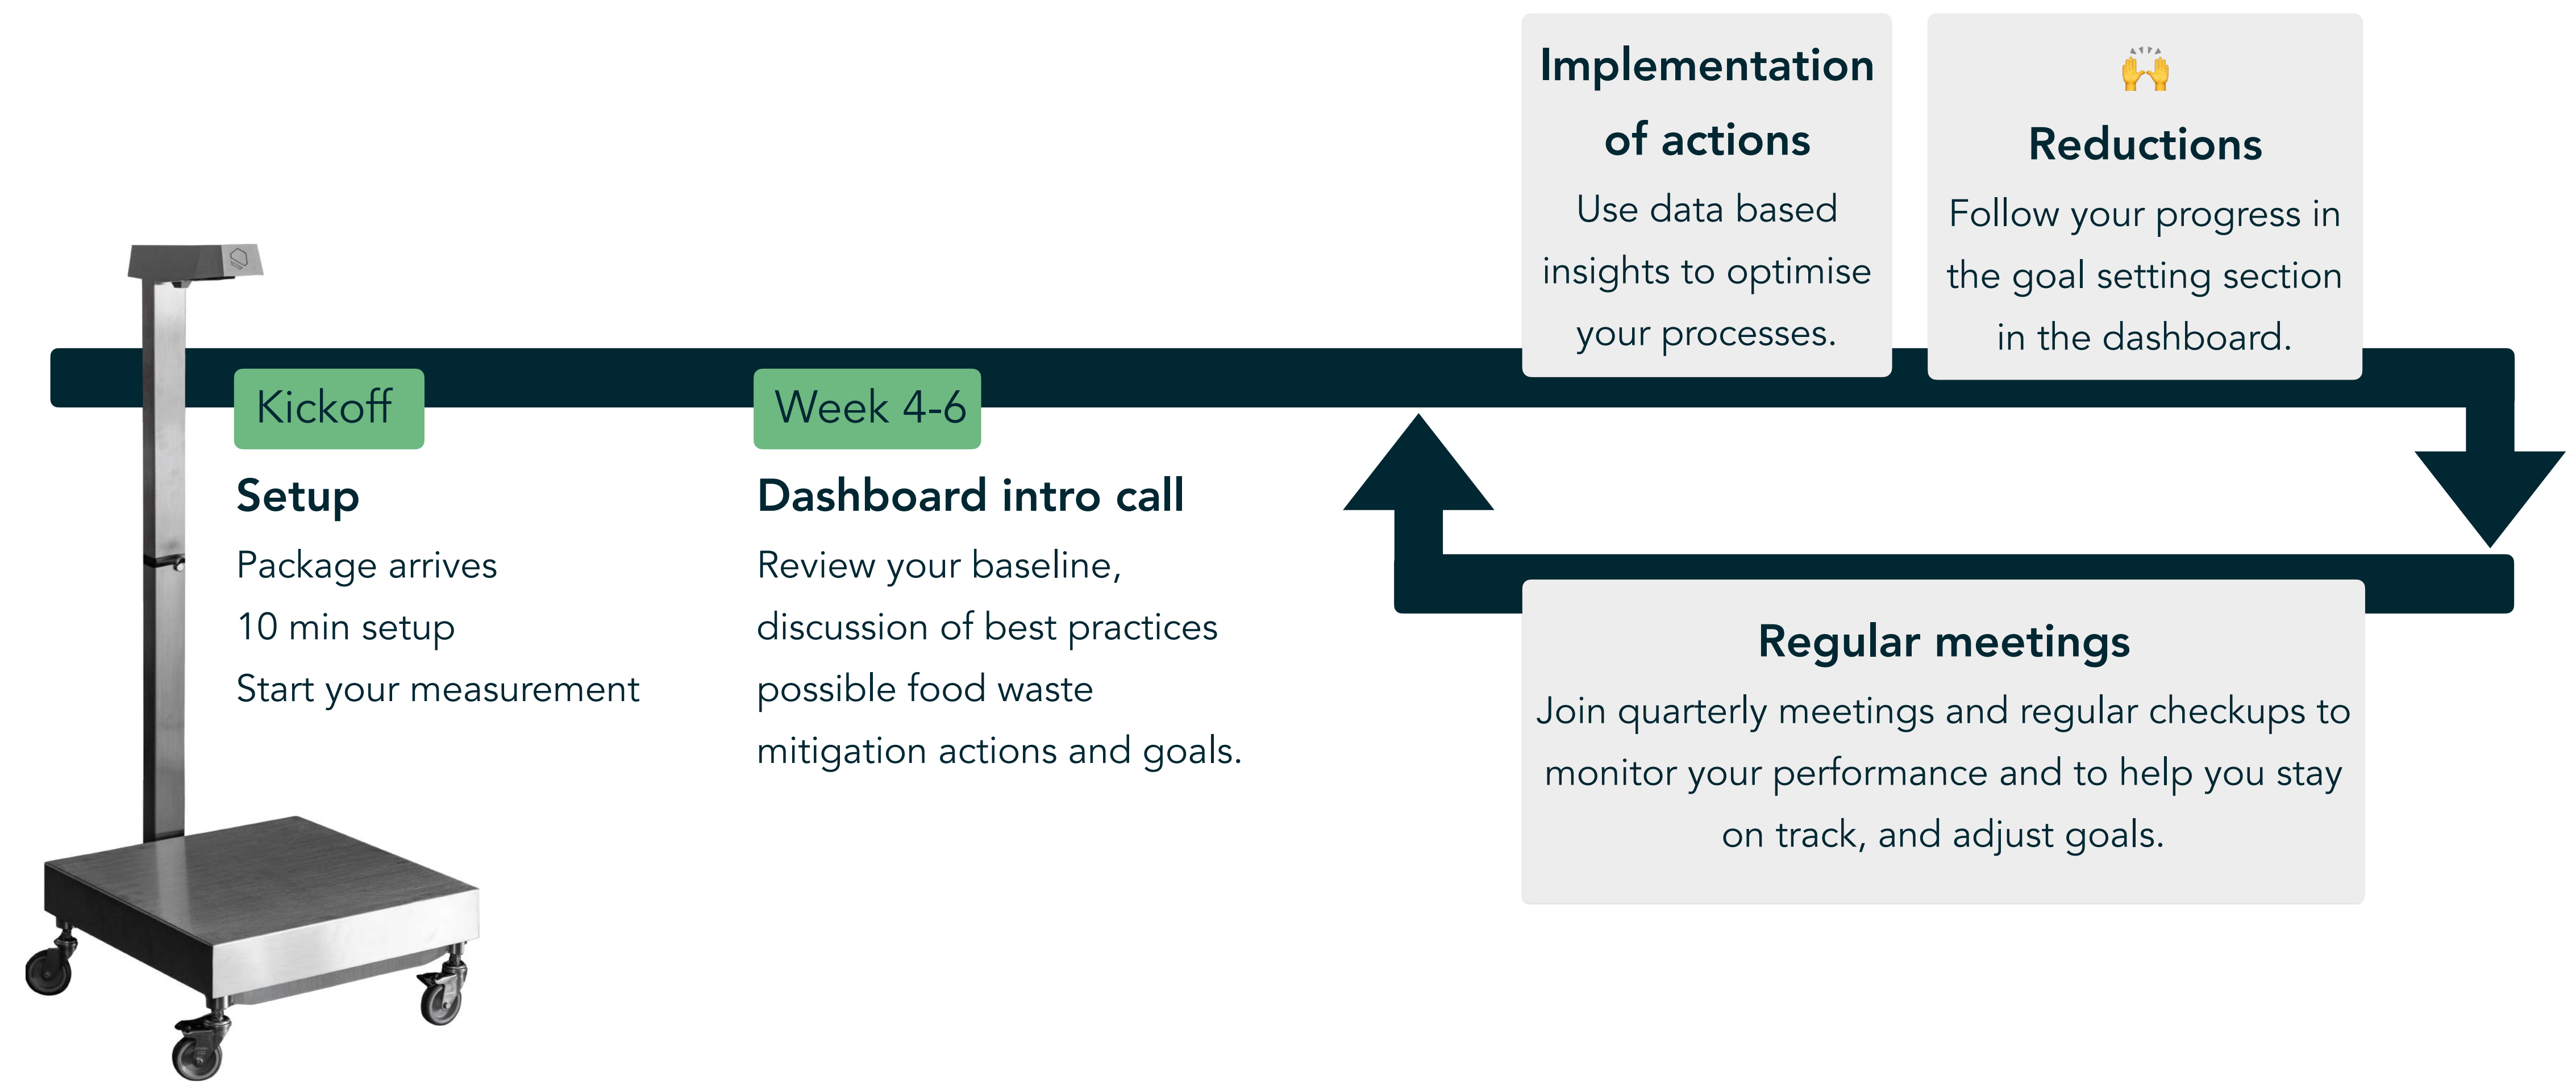 Kickoff
Setup
Package arrives
10 min setup
Start your measurement
Week 4-6
Dashboard intro call
Review your baseline,
discussion of best practices
possible food waste
mitigation actions and goals.
Implementation
of actions
Use data based
insights to optimise
your processes.
🙌
Reductions
Follow your progress in
the goal setting section
in the dashboard.
Regular meetings
Join quarterly meetings and regular checkups to
monitor your performance and to help you stay
on track, and adjust goals.